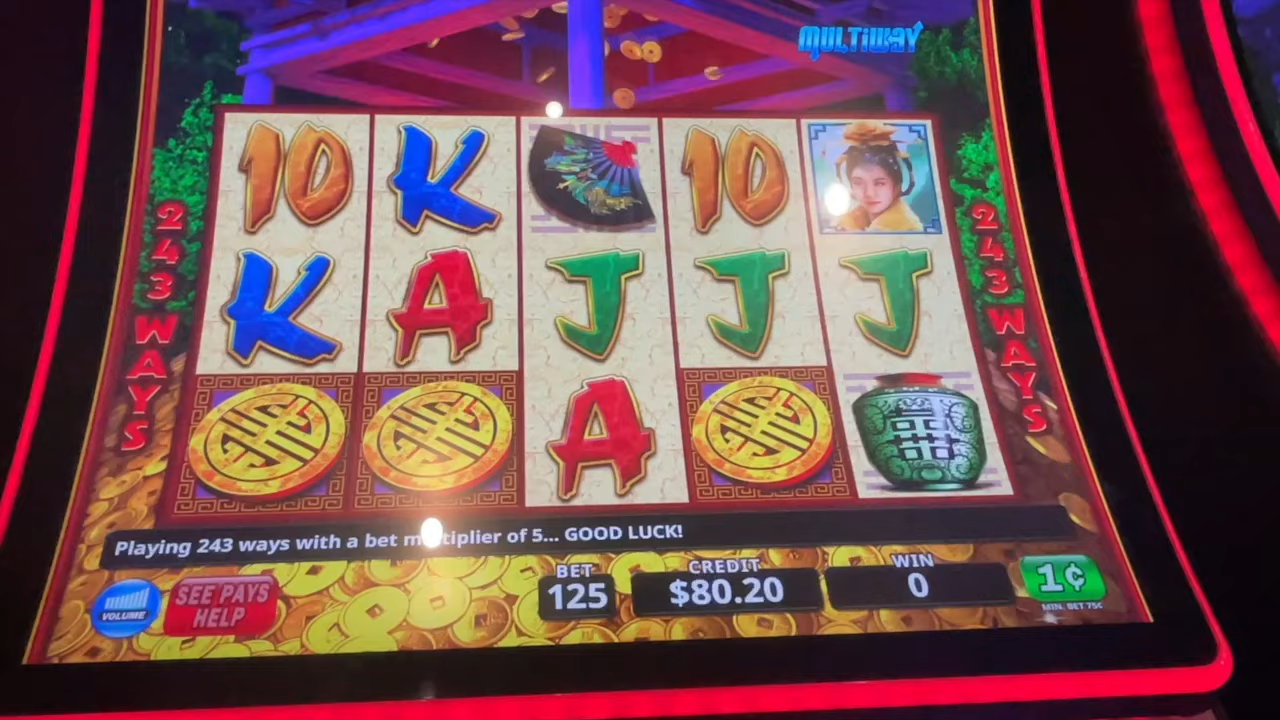 MULTIWAY
10 K 10
K A J J J
A
243 WAYS
243 WAYS
Playing 243 ways with a bet multiplier of 5... GOOD LUCK!
VOLUME
SEE PAYS
HELP
BET
125
CREDIT
$80.20
WIN
0
1¢
MIN. BET 75¢